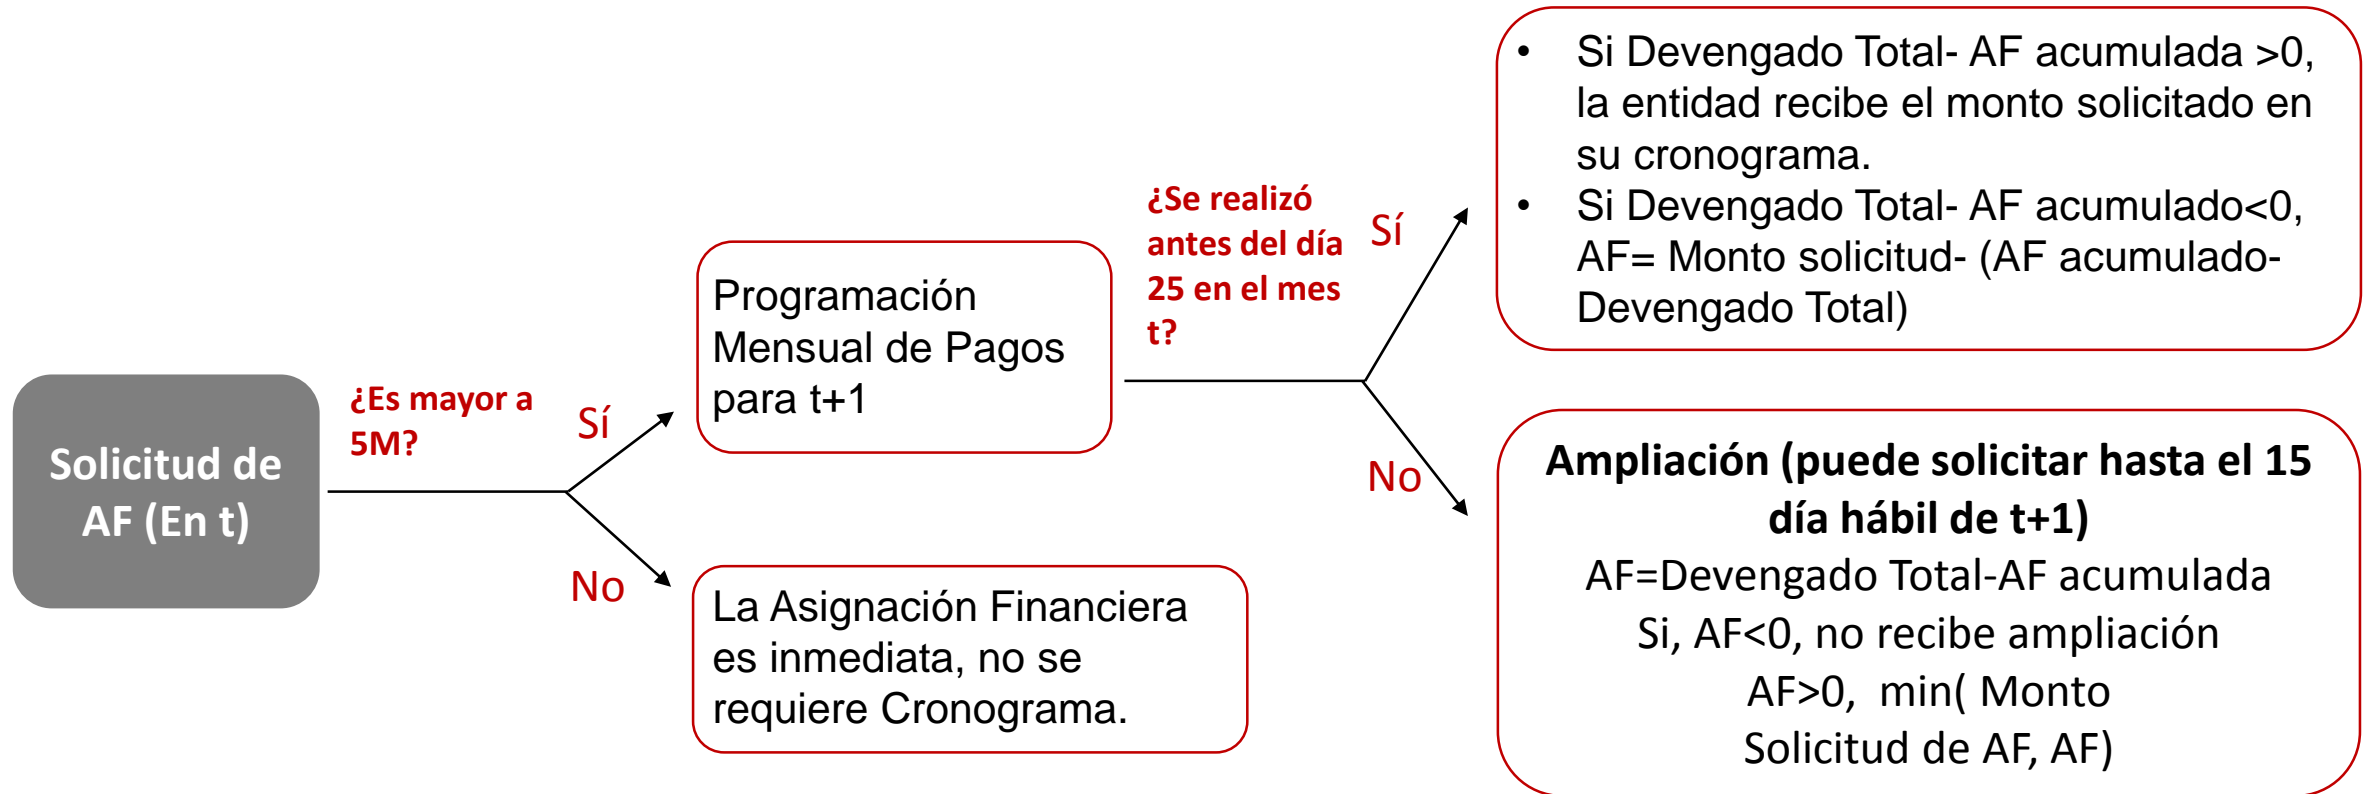 Solicitud de
AF (En t)
¿Es mayor a
5M?
Sí
No
Programación
Mensual de Pagos
para t+1
La Asignación Financiera
es inmediata, no se
requiere Cronograma.
¿Se realizó
antes del día
25 en el mes
t?
Sí
No
• Si Devengado Total- AF acumulada >0,
la entidad recibe el monto solicitado en
su cronograma.
• Si Devengado Total- AF acumulado<0,
AF= Monto solicitud- (AF acumulado-
Devengado Total)
Ampliación (puede solicitar hasta el 15
día hábil de t+1)
AF=Devengado Total-AF acumulada
Si, AF<0, no recibe ampliación
AF>0, min( Monto
Solicitud de AF, AF)